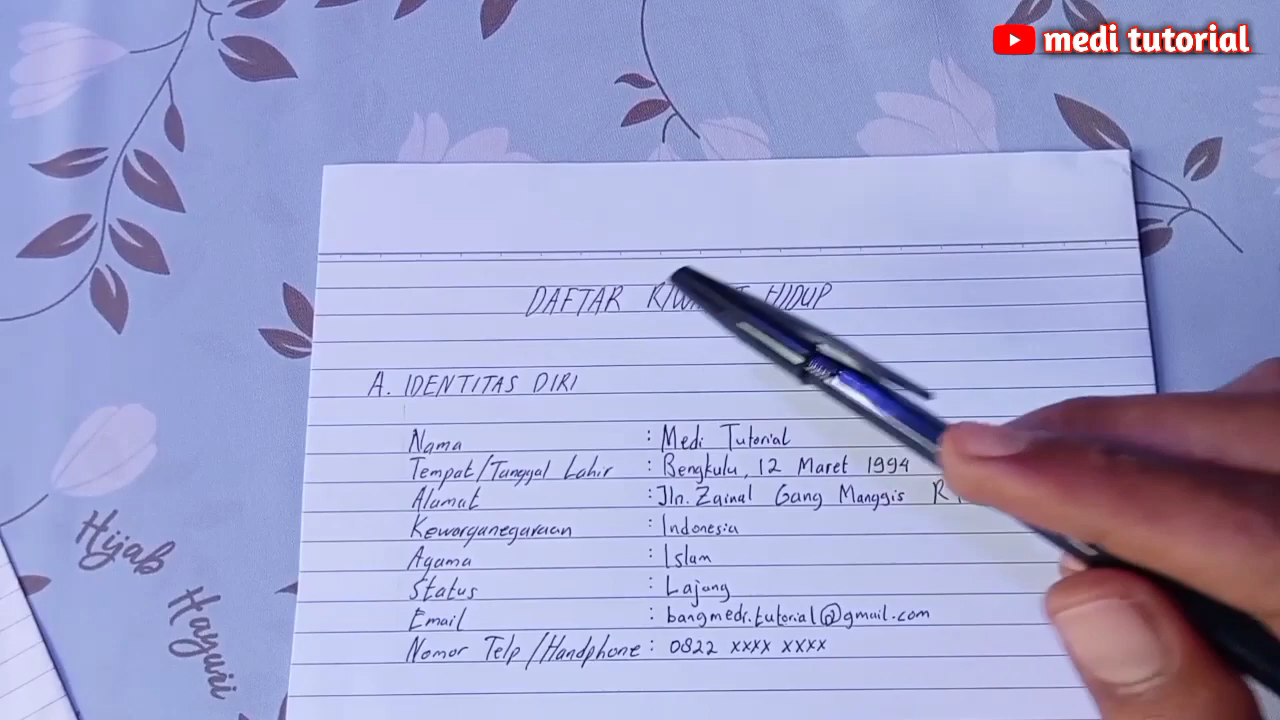 medi tutorial
DAFTAR HIDUP
A. IDENTITAS DIRI
Nama : Medi Tutorial
Tempat/Tanggal Lahir : Bengkulu, 12 Maret 1994
Alamat : Jln. Zainal Gang Manggis
Kewarganegaraan : Indonesia
Agama : Islam
Status : Lajang
Email : bangmedi.tutorial@gmail.com
Nomor Telp/Handphone : 0822 xxxx xxxx
Hijab
Hayuri